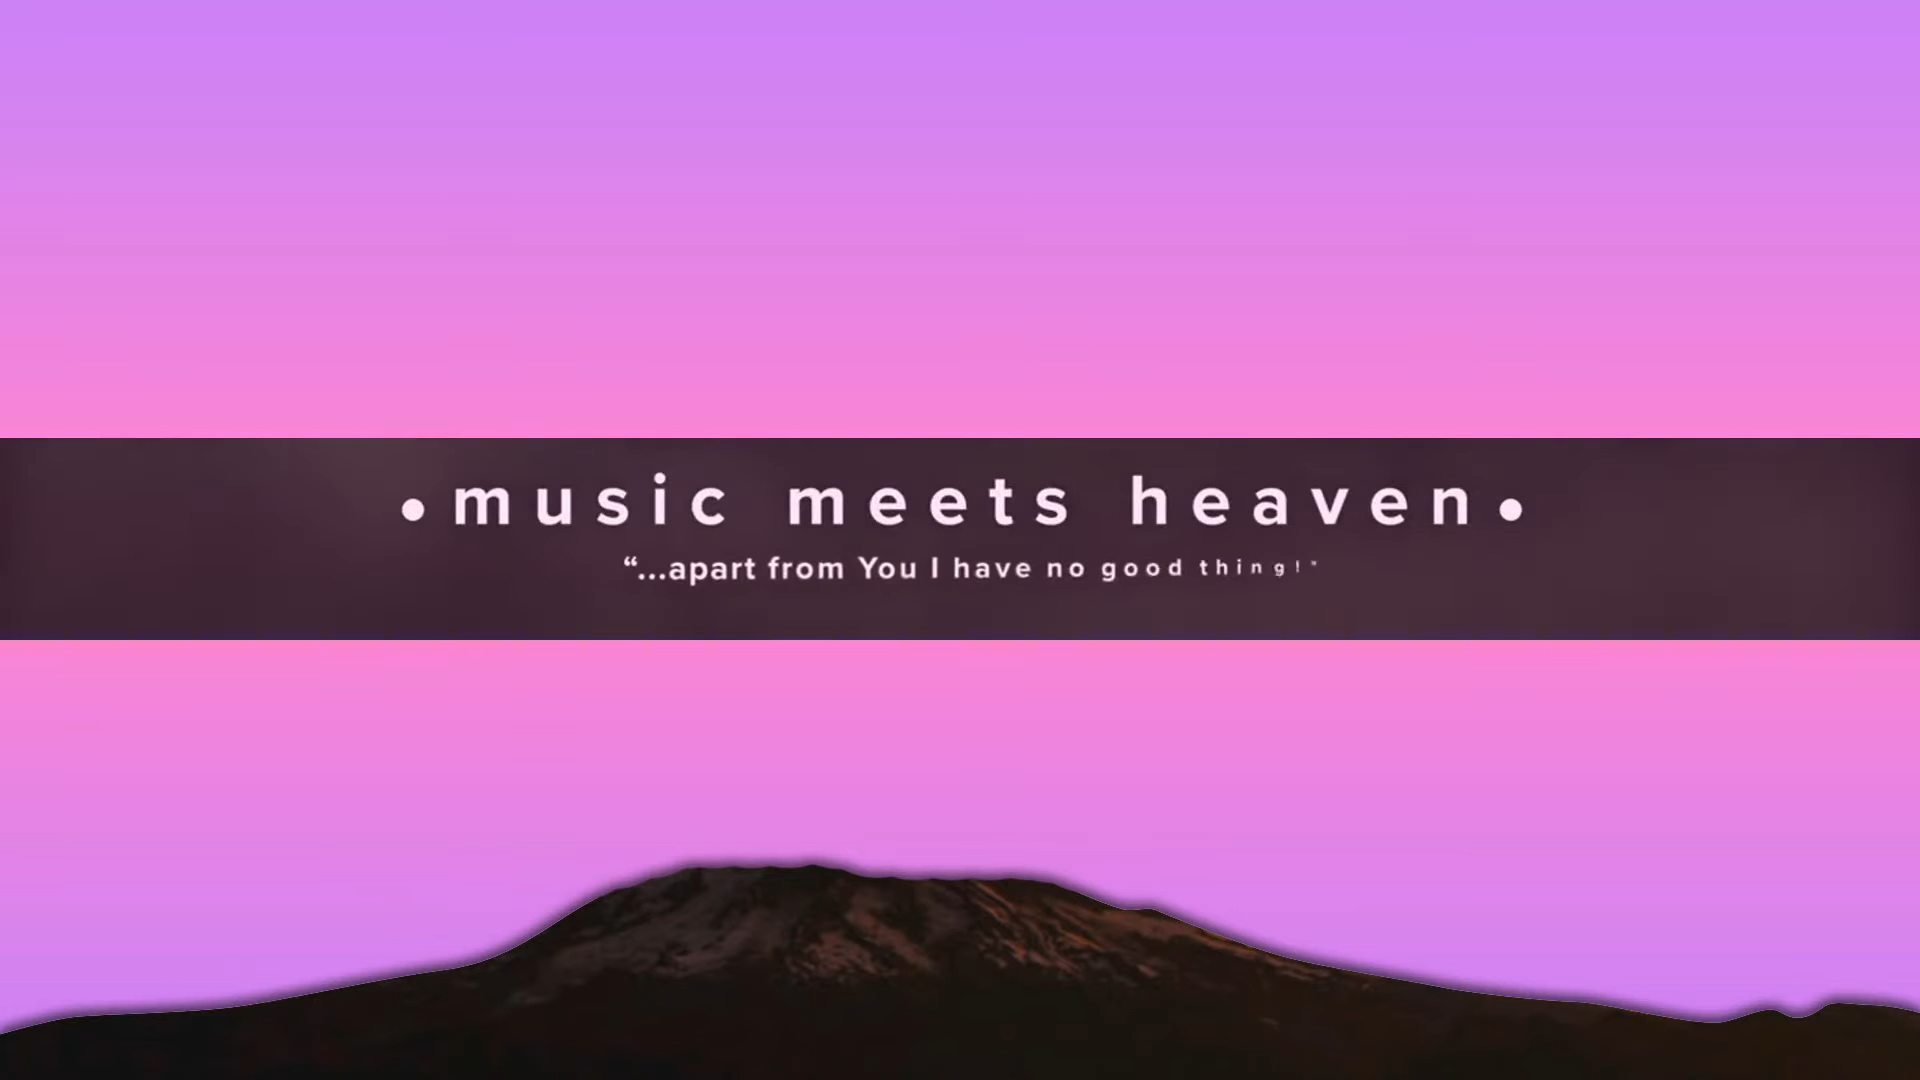 • music meets heaven •
“...apart from You I have no good thing!”